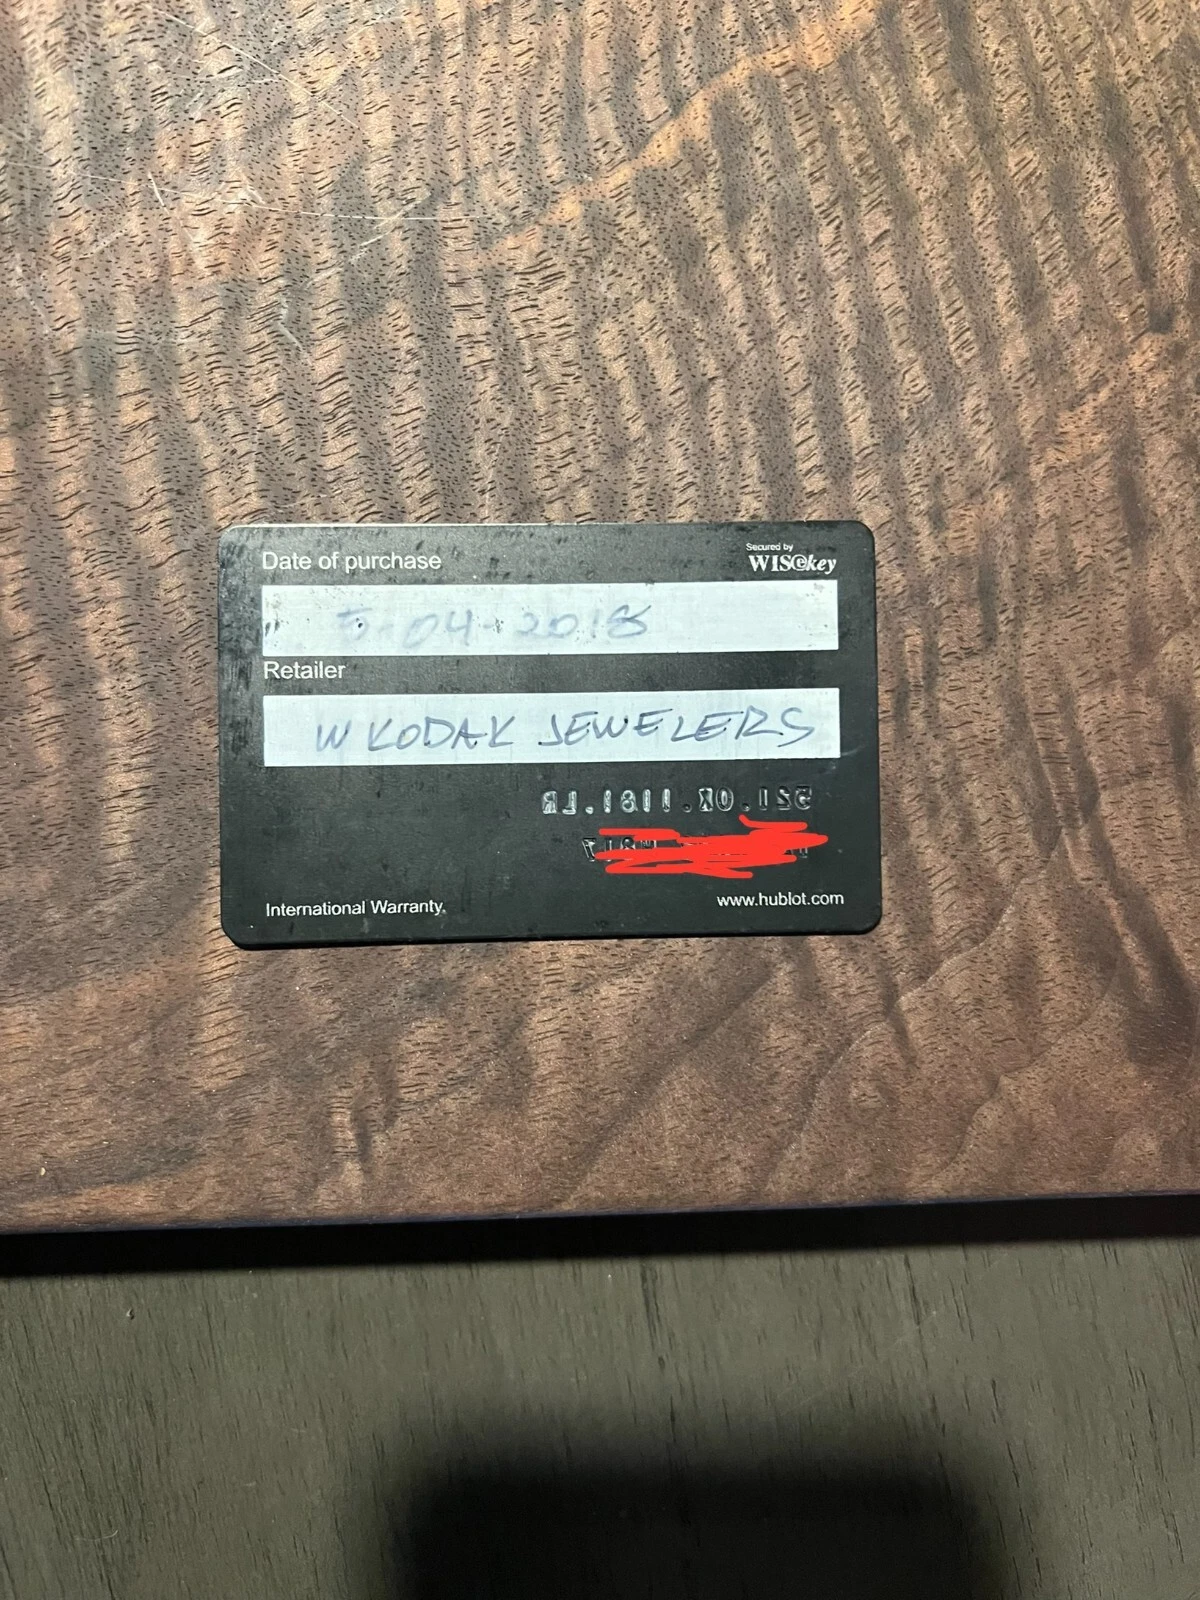 Date of purchase
Secured by
WISekey
5-04-2018
Retailer
W KODAK JEWELERS
521.OX.1181.LR
International Warranty.
www.hublot.com